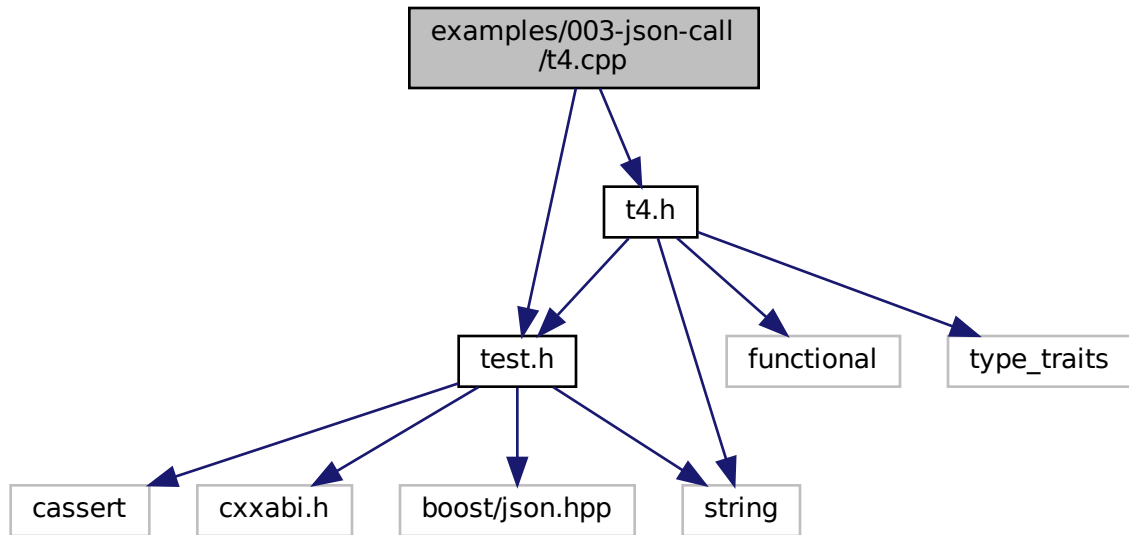 examples/003-json-call
/t4.cpp
t4.h
test.h
functional
type_traits
cassert
cxxabi.h
boost/json.hpp
string